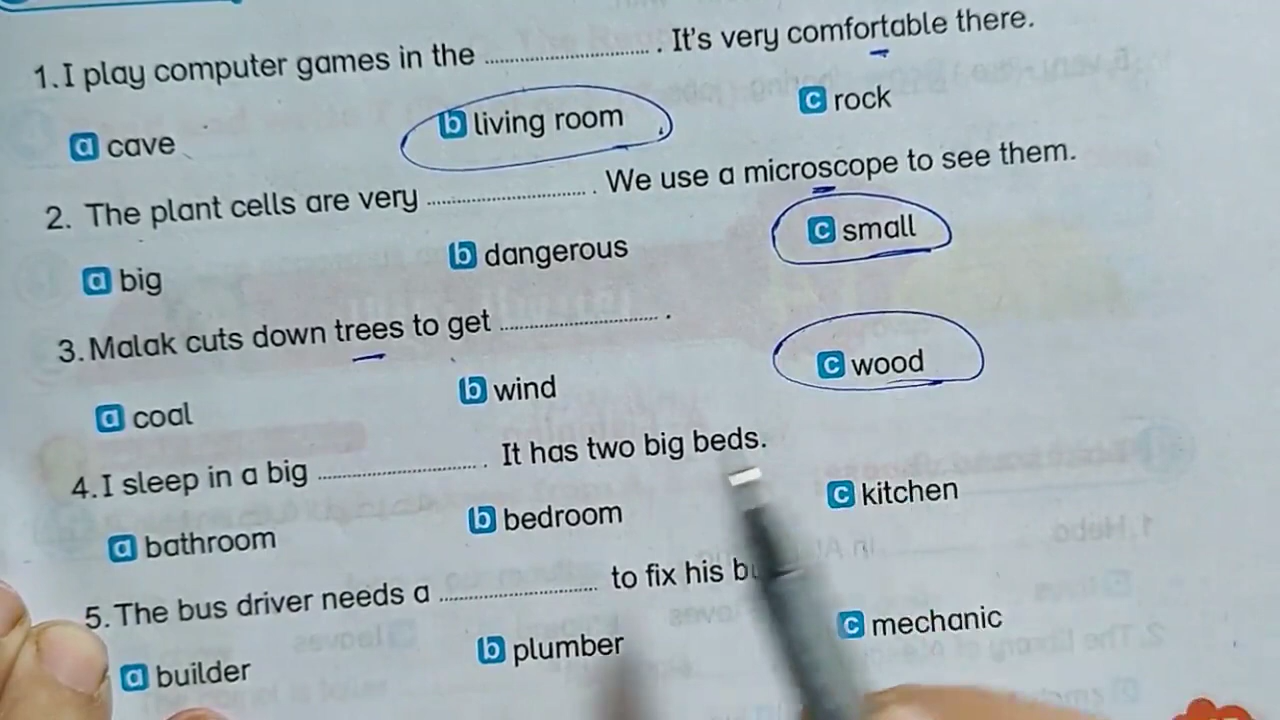 1. I play computer games in the ................ . It's very comfortable there.
a cave b living room c rock
2. The plant cells are very ................ . We use a microscope to see them.
a big b dangerous c small
3. Malak cuts down trees to get ................ .
a coal b wind c wood
4. I sleep in a big ................ . It has two big beds.
a bathroom b bedroom c kitchen
5. The bus driver needs a ................ to fix his
a builder b plumber c mechanic